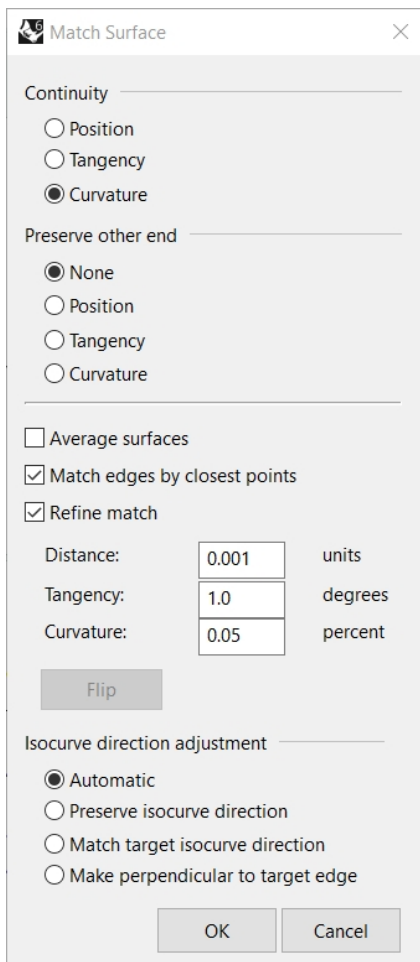 6 Match Surface
Continuity
Position
Tangency
Curvature
Preserve other end
None
Position
Tangency
Curvature
Average surfaces
Match edges by closest points
Refine match
Distance: 0.001 units
Tangency: 1.0 degrees
Curvature: 0.05 percent
Flip
Isocurve direction adjustment
Automatic
Preserve isocurve direction
Match target isocurve direction
Make perpendicular to target edge
OK Cancel